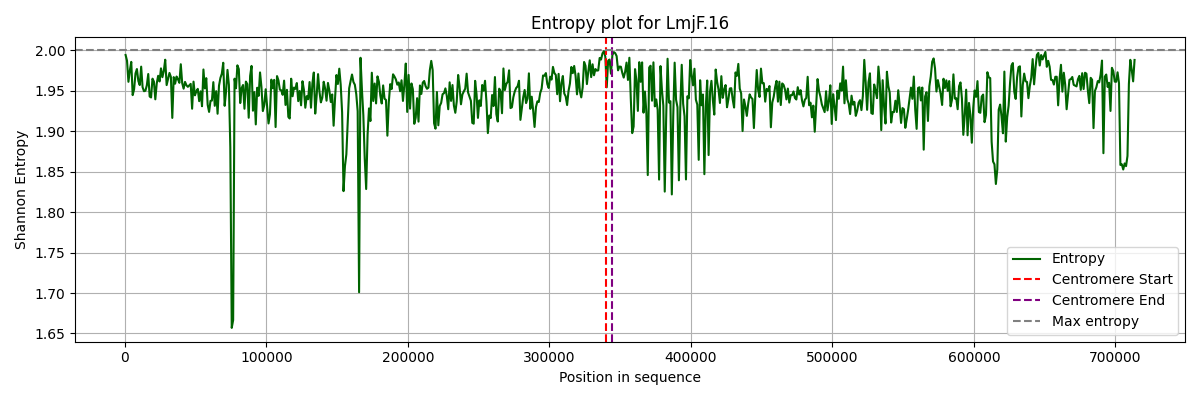 Entropy plot for LmjF.16
Shannon Entropy
2.00
1.95
1.90
1.85
1.80
1.75
1.70
1.65
Entropy
Centromere Start
Centromere End
Max entropy
0 100000 200000 300000 400000 500000 600000 700000
Position in sequence